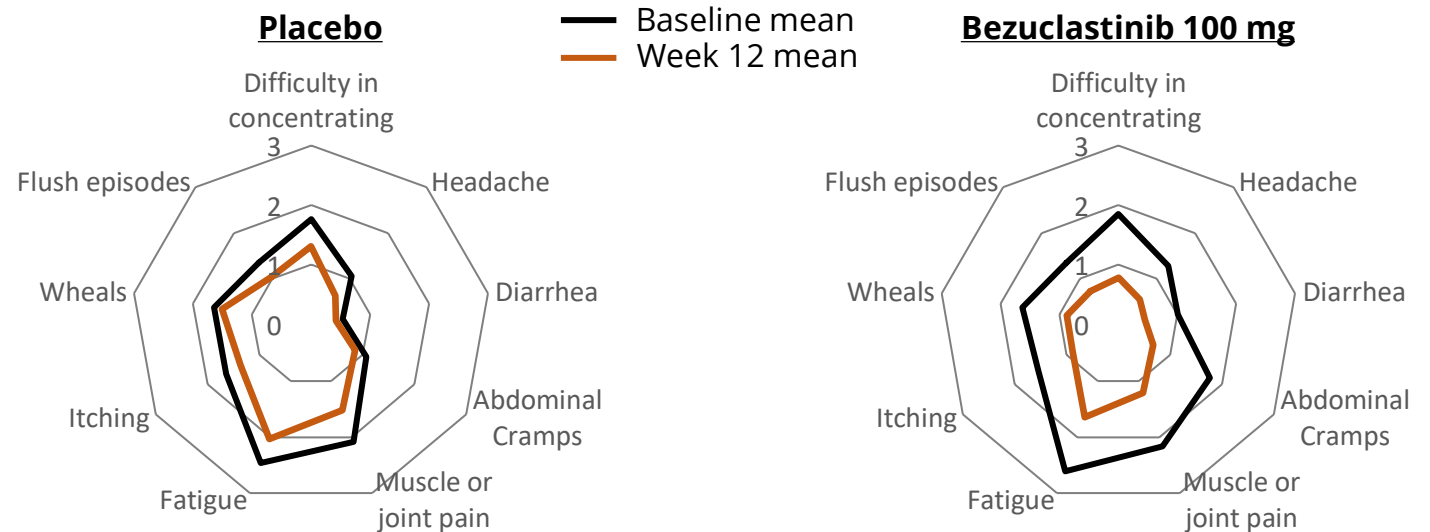 Placebo
Baseline mean
Week 12 mean
Bezuclastinib 100 mg
Difficulty in
concentrating
Headache
Diarrhea
Abdominal
Cramps
Muscle or
joint pain
Fatigue
Itching
Wheals
Flush episodes
3
2
1
0
Difficulty in
concentrating
Headache
Diarrhea
Abdominal
Cramps
Muscle or
joint pain
Fatigue
Itching
Wheals
Flush episodes
3
2
1
0